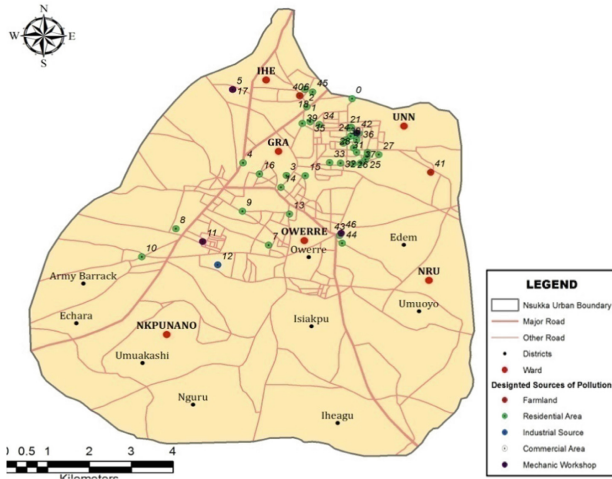 N
W E
S
IHE
5
17
406
45
2
18 1
0
39
34
35
UNN
21
24 42
36
28
31
37 27
33
32 26 25
41
GRA
4
16
3
14
15
9
13
8
11
10
12
7
OWERRE
Owerre
43 46
44
Edem
Army Barrack
NRU
Echara
Umuoyo
NKPUNANO
Isiakpu
Umuakashi
Nguru
Iheagu
0 0.5 1 2 3 4
Kilometers
LEGEND
Nsukka Urban Boundary
Major Road
Other Road
Districts
Ward
Designted Sources of Pollution
Farmland
Residential Area
Industrial Source
Commercial Area
Mechanic Workshop